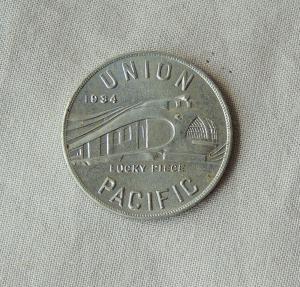 UNION
1934
LUCKY PIECE
PACIFIC